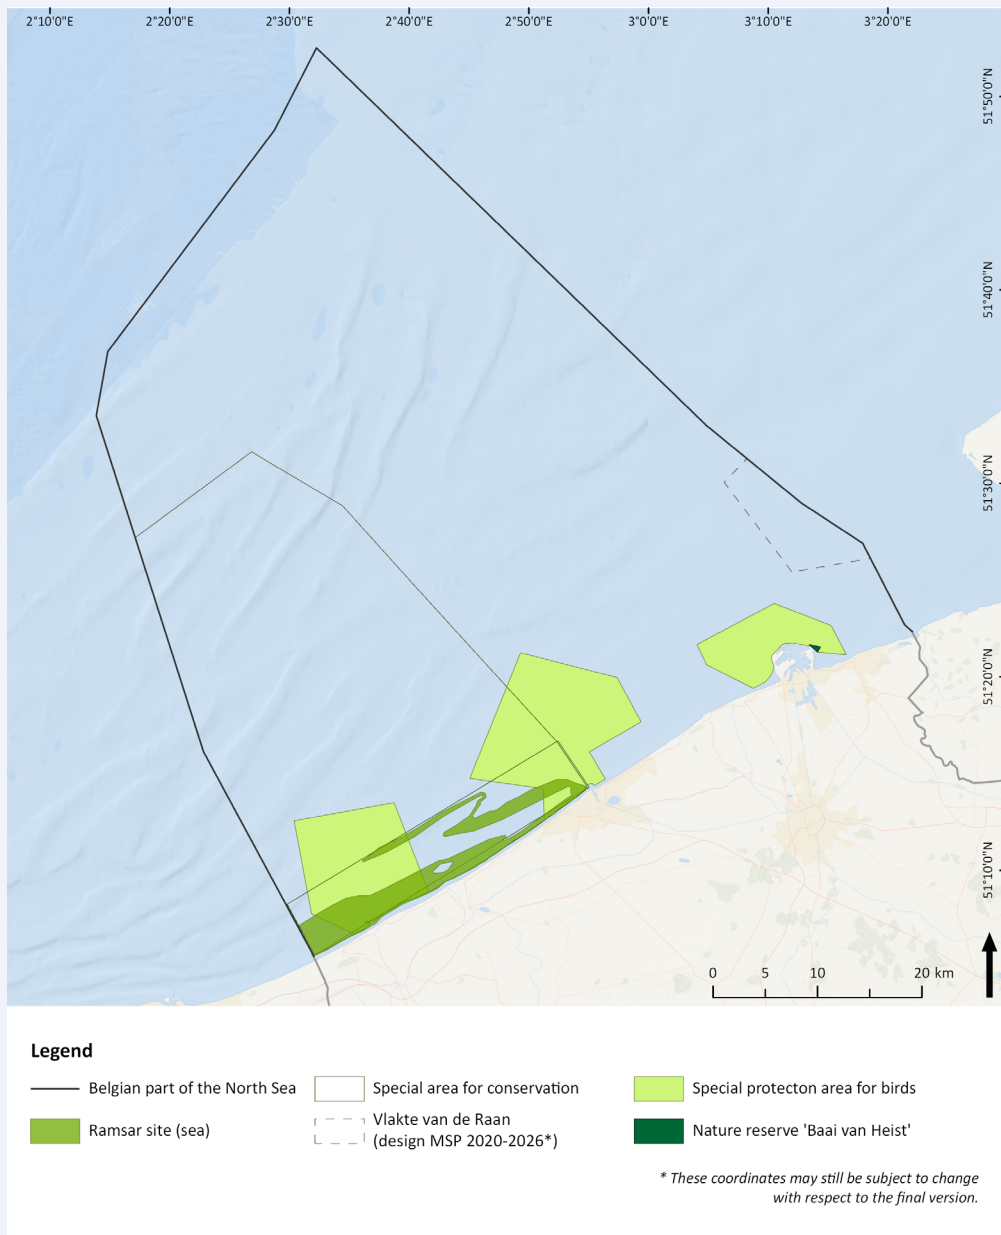 2°10'0"E 2°20'0"E 2°30'0"E 2°40'0"E 2°50'0"E 3°0'0"E 3°10'0"E 3°20'0"E
51°50'0"N
51°40'0"N
51°30'0"N
51°20'0"N
51°10'0"N
0 5 10 20 km
Legend
Belgian part of the North Sea
Special area for conservation
Special protecton area for birds
Ramsar site (sea)
Vlakte van de Raan
(design MSP 2020-2026*)
Nature reserve 'Baai van Heist'
* These coordinates may still be subject to change
with respect to the final version.